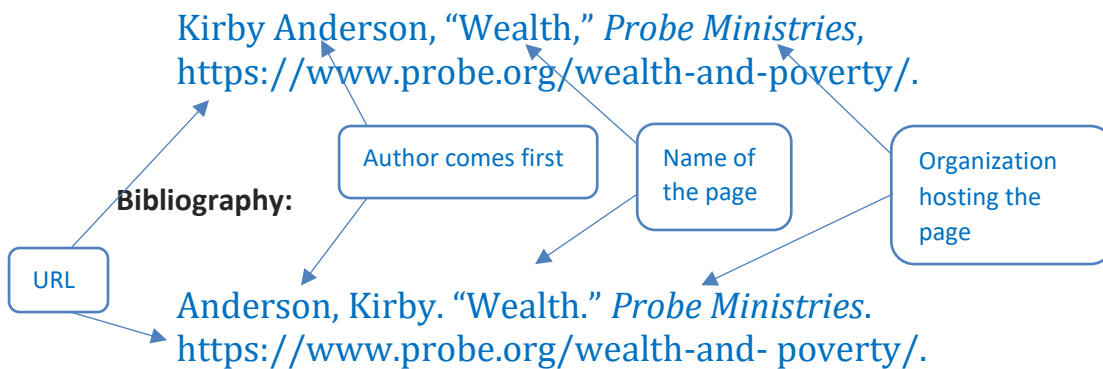 Kirby Anderson, “Wealth,” Probe Ministries,
https://www.probe.org/wealth-and-poverty/.
Author comes first
Name of
the page
Organization
hosting the
page
Bibliography:
URL
Anderson, Kirby. “Wealth.” Probe Ministries.
https://www.probe.org/wealth-and- poverty/.